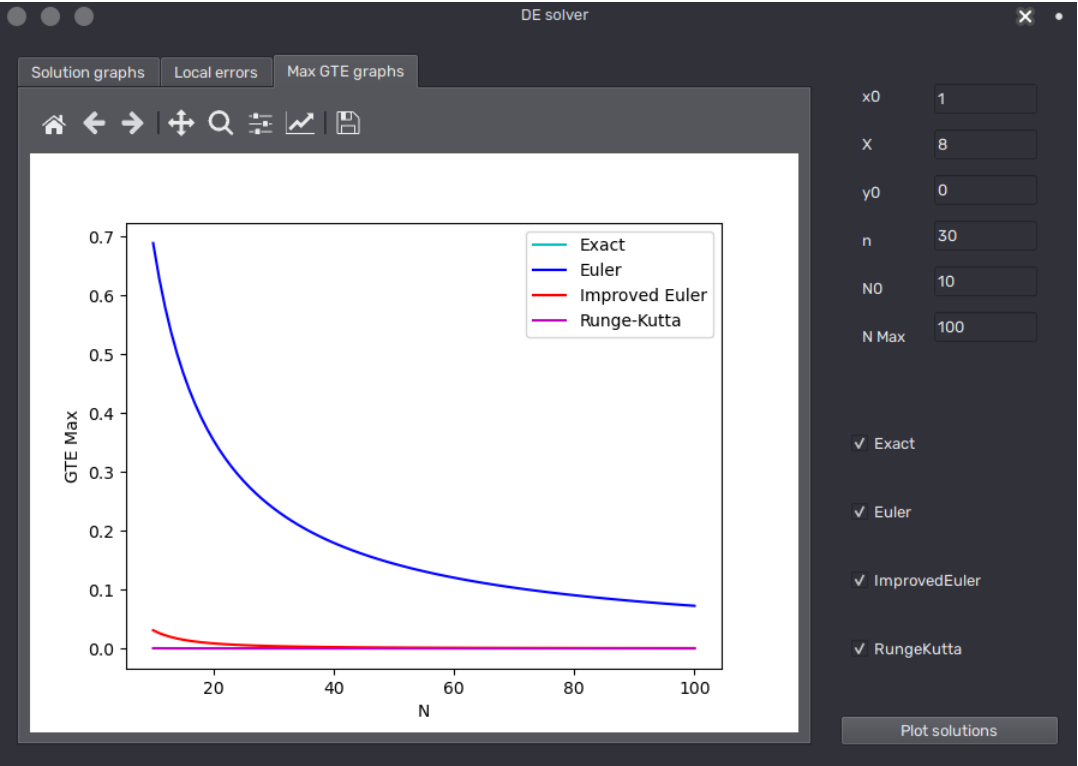 DE solver
Solution graphs
Local errors
Max GTE graphs
x0 1
X 8
y0 0
n 30
N0 10
N Max 100
Exact
Euler
Improved Euler
Runge-Kutta
0.7
0.6
0.5
0.4
0.3
0.2
0.1
0.0
GTE Max
20 40 60 80 100
N
Exact
Euler
ImprovedEuler
RungeKutta
Plot solutions